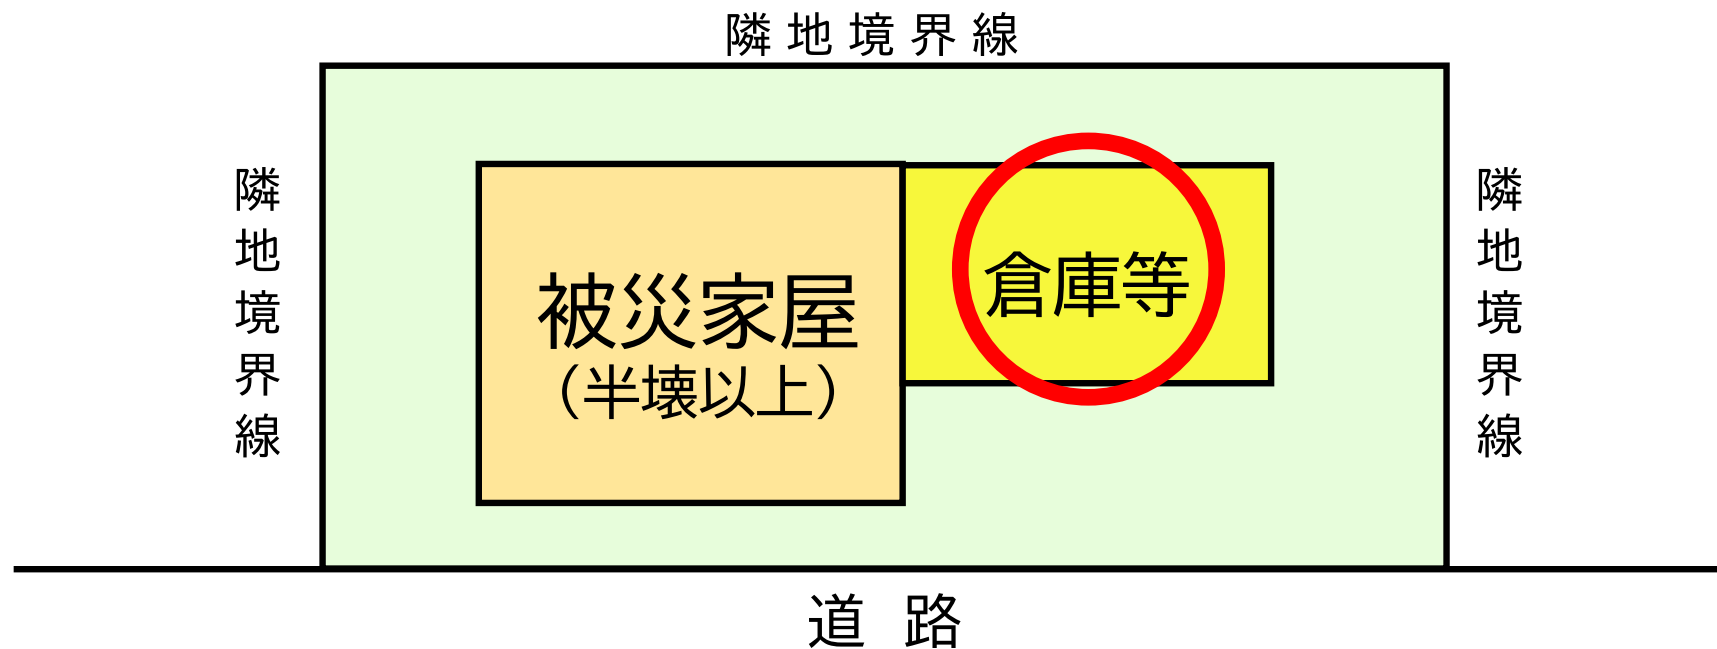 隣地境界線
隣地境界線
被災家屋
（半壊以上）
倉庫等
隣地境界線
道路